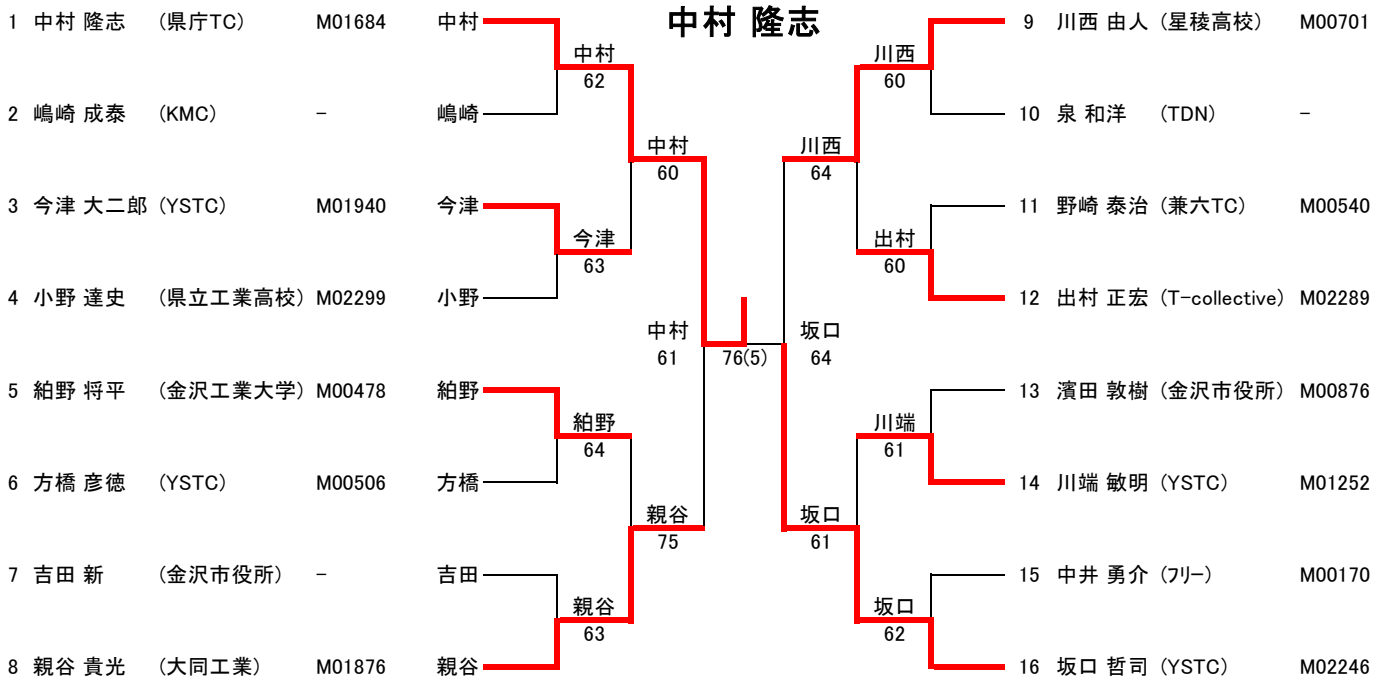 中村 隆志
1 中村 隆志 (県庁TC) M01684 中村
9 川西 由人 (星稜高校) M00701
中村
62
川西
60
2 嶋崎 成泰 (KMC) - 嶋崎
10 泉 和洋 (TDN) -
中村
60
川西
64
3 今津 大二郎 (YSTC) M01940 今津
11 野崎 泰治 (兼六TC) M00540
今津
63
出村
60
4 小野 達史 (県立工業高校) M02299 小野
12 出村 正宏 (T-collective) M02289
中村
61
76(5)
坂口
64
5 絈野 将平 (金沢工業大学) M00478 絈野
13 濱田 敦樹 (金沢市役所) M00876
絈野
64
川端
61
6 方橋 彦徳 (YSTC) M00506 方橋
14 川端 敏明 (YSTC) M01252
親谷
75
坂口
61
7 吉田 新 (金沢市役所) - 吉田
15 中井 勇介 (フリー) M00170
親谷
63
坂口
62
8 親谷 貴光 (大同工業) M01876 親谷
16 坂口 哲司 (YSTC) M02246